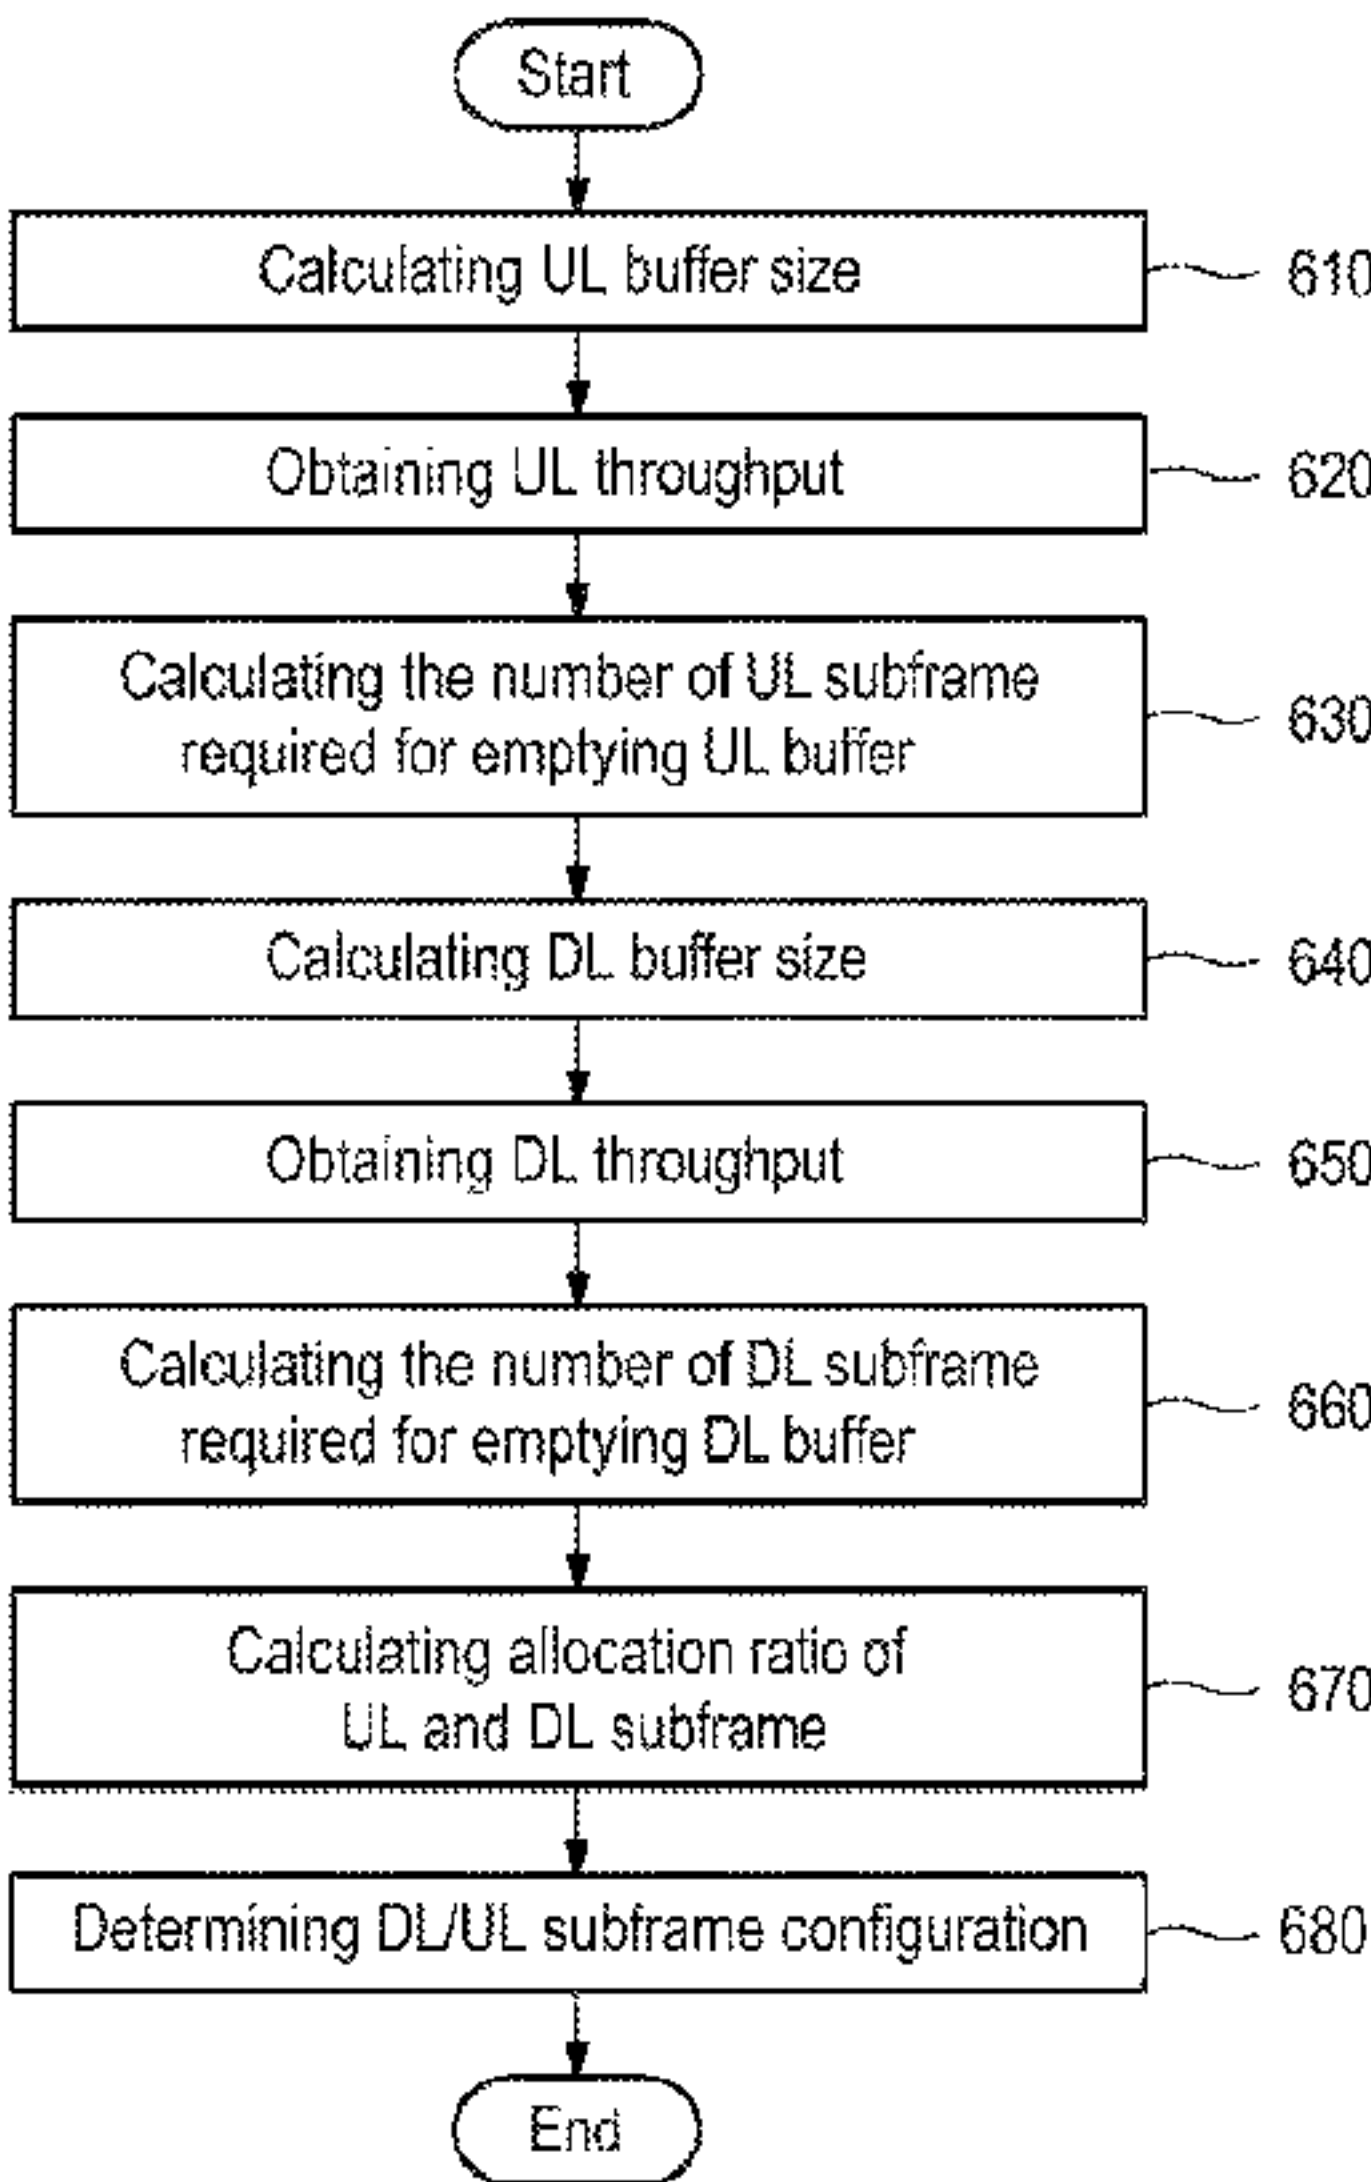 Start
Calculating UL buffer size
610
Obtaining UL throughput
620
Calculating the number of UL subframe
required for emptying UL buffer
630
Calculating DL buffer size
640
Obtaining DL throughput
650
Calculating the number of DL subframe
required for emptying DL buffer
660
Calculating allocation ratio of
UL and DL subframe
670
Determining DL/UL subframe configuration
680
End